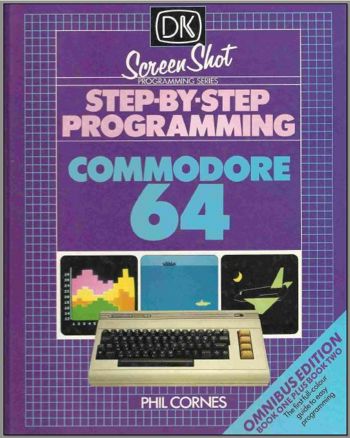 DK
Screen Shot
PROGRAMMING SERIES
STEP-BY-STEP
PROGRAMMING
COMMODORE
64
PHIL CORNES
OMNIBUS EDITION
BOOK ONE PLUS BOOK TWO
The first full-colour
guide to easy
programming